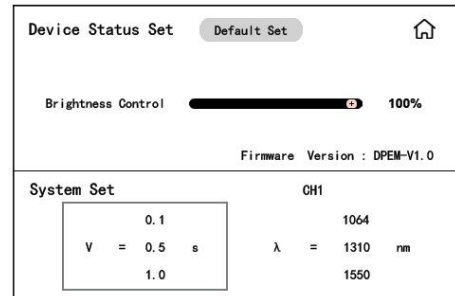 Device Status Set Default Set
Brightness Control 100%
Firmware Version : DPEM-V1.0
System Set CH1
0.1 1064
V = 0.5 s λ = 1310 nm
1.0 1550